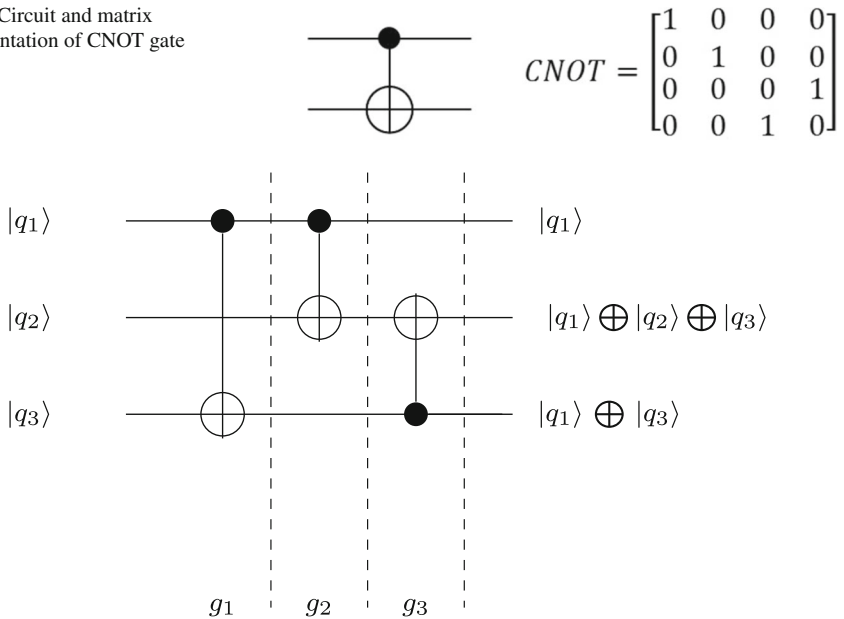 Circuit and matrix
ntation of CNOT gate
CNOT = [1 0 0 0
0 1 0 0
0 0 0 1
0 0 1 0]
|q₁⟩ |q₁⟩
|q₂⟩ |q₁⟩ ⊕ |q₂⟩ ⊕ |q₃⟩
|q₃⟩ |q₁⟩ ⊕ |q₃⟩
g₁ g₂ g₃